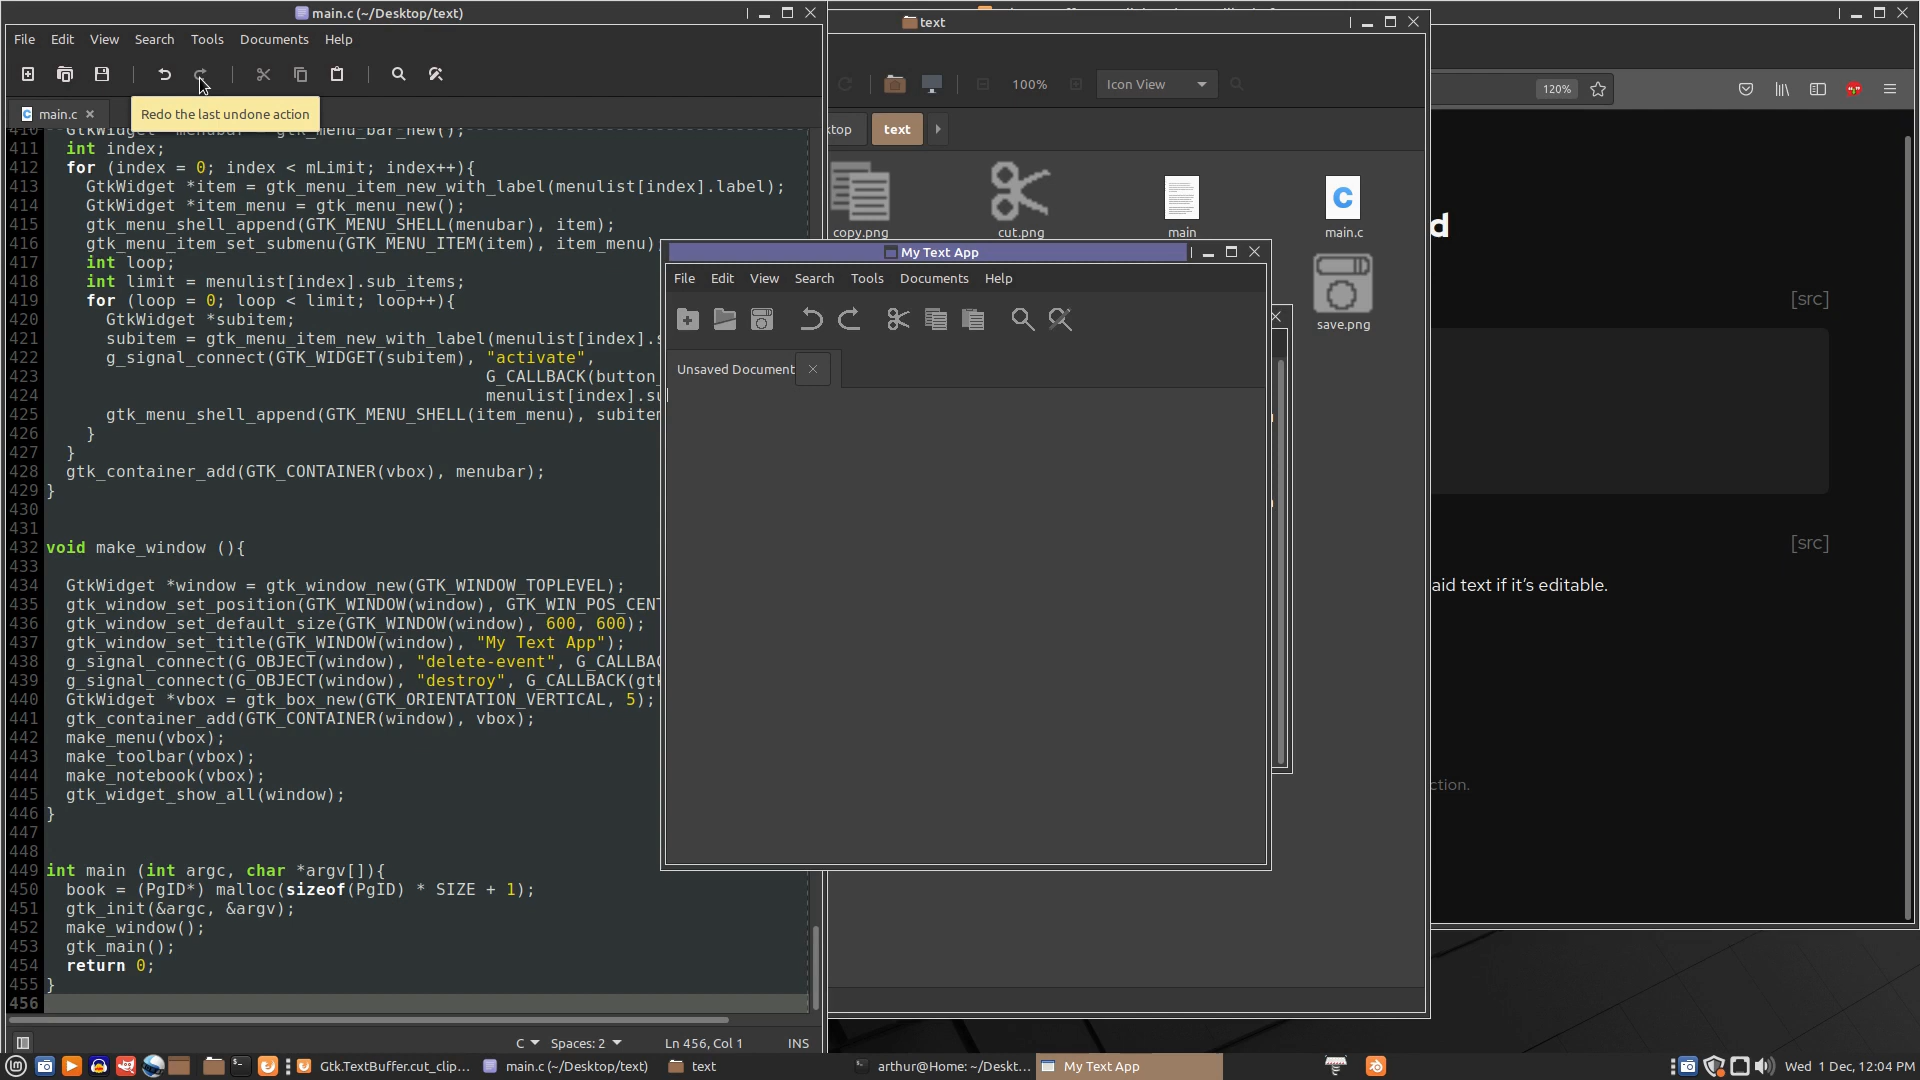 main.c (~/Desktop/text)
File Edit View Search Tools Documents Help
main.c
Redo the last undone action
411 int index;
412 for (index = 0; index < mLimit; index++){
413 GtkWidget *item = gtk_menu_item_new_with_label(menulist[index].label);
414 GtkWidget *item_menu = gtk_menu_new();
415 gtk_menu_shell_append(GTK_MENU_SHELL(menubar), item);
416 gtk_menu_item_set_submenu(GTK_MENU_ITEM(item), item_menu)
417 int loop;
418 int limit = menulist[index].sub_items;
419 for (loop = 0; loop < limit; loop++){
420 GtkWidget *subitem;
421 subitem = gtk_menu_item_new_with_label(menulist[index].
422 g_signal_connect(GTK_WIDGET(subitem), "activate",
423 G_CALLBACK(button_
424 menulist[index].su
425 gtk_menu_shell_append(GTK_MENU_SHELL(item_menu), subite
426 }
427 }
428 gtk_container_add(GTK_CONTAINER(vbox), menubar);
429 }
430
431
432 void make_window (){
433
434 GtkWidget *window = gtk_window_new(GTK_WINDOW_TOPLEVEL);
435 gtk_window_set_position(GTK_WINDOW(window), GTK_WIN_POS_CENT
436 gtk_window_set_default_size(GTK_WINDOW(window), 600, 600);
437 gtk_window_set_title(GTK_WINDOW(window), "My Text App");
438 g_signal_connect(G_OBJECT(window), "delete-event", G_CALLBA
439 g_signal_connect(G_OBJECT(window), "destroy", G_CALLBACK(gt
440 GtkWidget *vbox = gtk_box_new(GTK_ORIENTATION_VERTICAL, 5);
441 gtk_container_add(GTK_CONTAINER(window), vbox);
442 make_menu(vbox);
443 make_toolbar(vbox);
444 make_notebook(vbox);
445 gtk_widget_show_all(window);
446 }
447
448
449 int main (int argc, char *argv[]){
450 book = (PgID*) malloc(sizeof(PgID) * SIZE + 1);
451 gtk_init(&argc, &argv);
452 make_window();
453 gtk_main();
454 return 0;
455 }
456
C Spaces: 2 Ln 456, Col 1 INS
text
100% Icon View
ktop text
copy.png cut.png main main.c
save.png
My Text App
File Edit View Search Tools Documents Help
Unsaved Document
120%
d
[src]
[src]
aid text if it's editable.
ction.
Gtk.TextBuffer.cut_clip... main.c (~/Desktop/text) text arthur@Home: ~/Deskt... My Text App Wed 1 Dec, 12:04 PM